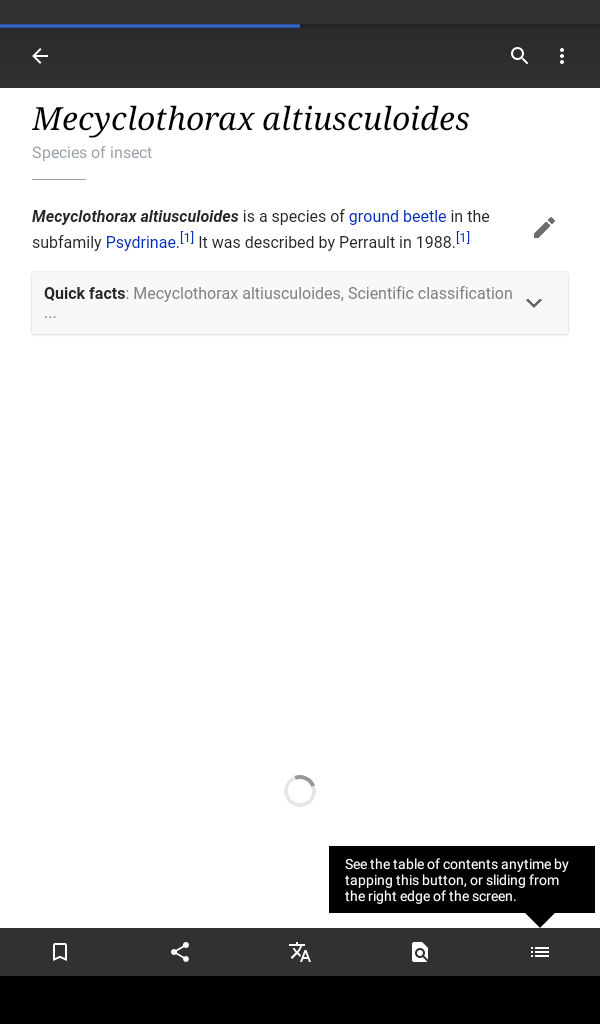 Mecyclothorax altiusculoides
Species of insect
Mecyclothorax altiusculoides is a species of ground beetle in the
subfamily Psydrinae.[1] It was described by Perrault in 1988.[1]
Quick facts: Mecyclothorax altiusculoides, Scientific classification
...
See the table of contents anytime by
tapping this button, or sliding from
the right edge of the screen.